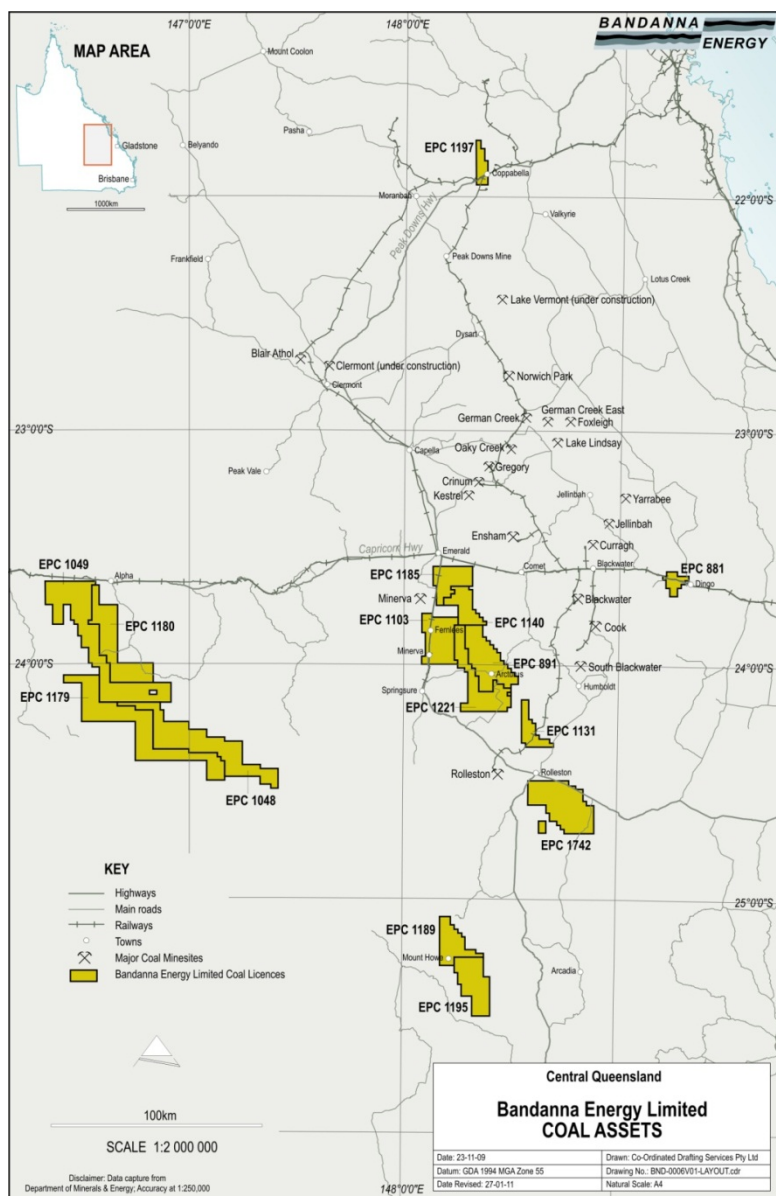 147°0'0"E
148°0'0"E
BANDANNA
ENERGY
MAP AREA
Gladstone
Brisbane
1000km
Mount Coolon
Pasha
Belyando
EPC 1197
Coppabella
Moranbah
22°0'0"S
Peak Downs Hwy
Valkyrie
Frankfield
Peak Downs Mine
Lotus Creek
Lake Vermont (under construction)
Dysart
Blair Athol
Clermont (under construction)
Clermont
Norwich Park
German Creek
German Creek East
Foxleigh
23°0'0"S
23°0'0"S
Capella
Oaky Creek
Lake Lindsay
Peak Vale
Gregory
Crinum
Kestrel
Jellinbah
Yarrabee
Jellinbah
Ensham
Curragh
Capricorn Hwy
Emerald
Comet
Blackwater
EPC 881
Dingo
EPC 1049
Alpha
EPC 1185
Minerva
Blackwater
EPC 1180
EPC 1103
Fernlees
EPC 1140
Cook
24°0'0"S
Minerva
EPC 891
Arcturus
South Blackwater
24°0'0"S
EPC 1179
Springsure
EPC 1221
Humboldt
EPC 1131
EPC 1048
Rolleston
Rolleston
EPC 1742
KEY
Highways
Main roads
Railways
Towns
Major Coal Minesites
Bandanna Energy Limited Coal Licences
25°0'0"S
EPC 1189
Mount Howe
Arcadia
EPC 1195
100km
SCALE 1:2 000 000
Disclaimer: Data capture from
Department of Minerals & Energy; Accuracy at 1:250,000
148°0'0"E
Central Queensland
Bandanna Energy Limited
COAL ASSETS
Date: 23-11-09
Drawn: Co-Ordinated Drafting Services Pty Ltd
Datum: GDA 1994 MGA Zone 55
Drawing No.: BND-0006V01-LAYOUT.cdr
Date Revised: 27-01-11
Natural Scale: A4